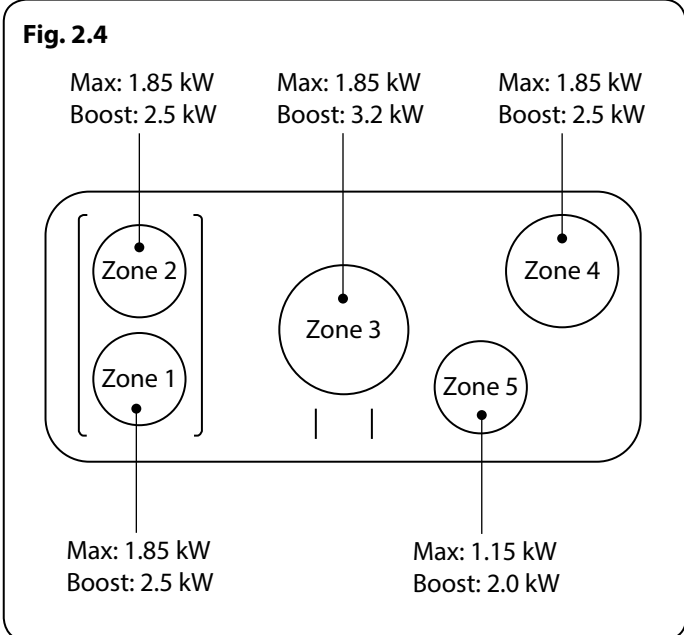 Fig. 2.4
Max: 1.85 kW
Boost: 2.5 kW
Max: 1.85 kW
Boost: 3.2 kW
Max: 1.85 kW
Boost: 2.5 kW
Zone 2
Zone 4
Zone 3
Zone 1
Zone 5
Max: 1.85 kW
Boost: 2.5 kW
Max: 1.15 kW
Boost: 2.0 kW